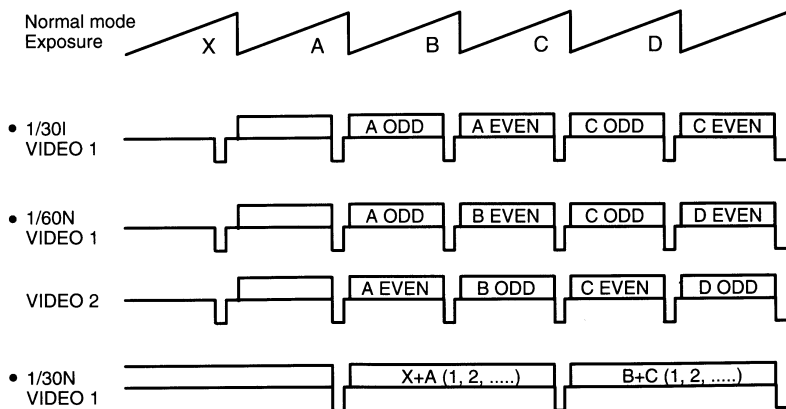 Normal mode
Exposure
X A B C D
• 1/30I
VIDEO 1
A ODD A EVEN C ODD C EVEN
• 1/60N
VIDEO 1
A ODD B EVEN C ODD D EVEN
VIDEO 2
A EVEN B ODD C EVEN D ODD
• 1/30N
VIDEO 1
X+A (1, 2, .....) B+C (1, 2, .....)